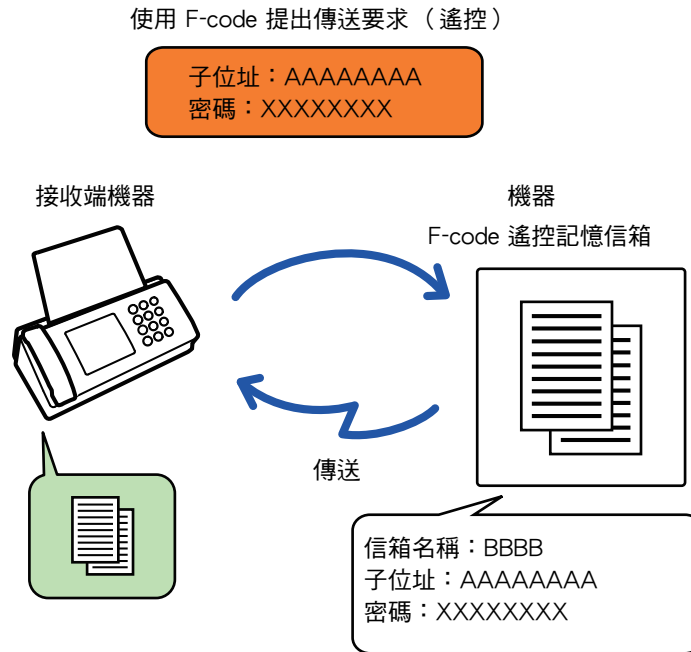 使用 F-code 提出傳送要求（遙控）
子位址：AAAAAAAA
密碼：XXXXXXXX
接收端機器
機器
F-code 遙控記憶信箱
傳送
信箱名稱：BBBB
子位址：AAAAAAAA
密碼：XXXXXXXX